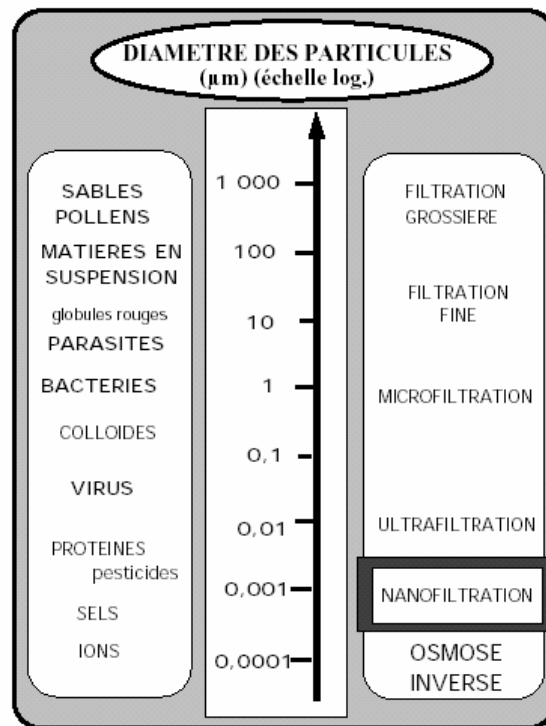 DIAMETRE DES PARTICULES
(µm) (échelle log.)
SABLES
POLLENS
MATIERES EN
SUSPENSION
globules rouges
PARASITES
BACTERIES
COLLOIDES
VIRUS
PROTEINES
pesticides
SELS
IONS
1 000
100
10
1
0,1
0,01
0,001
0,0001
FILTRATION
GROSSIERE
FILTRATION
FINE
MICROFILTRATION
ULTRAFILTRATION
NANOFILTRATION
OSMOSE
INVERSE